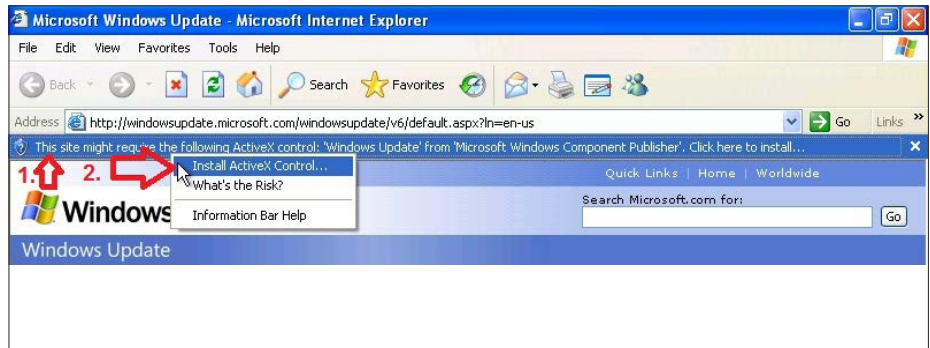 Microsoft Windows Update - Microsoft Internet Explorer
File Edit View Favorites Tools Help
Back Search Favorites
Address http://windowsupdate.microsoft.com/windowsupdate/v6/default.aspx?ln=en-us Go Links »
This site might require the following ActiveX control: 'Windows Update' from 'Microsoft Windows Component Publisher'. Click here to install...
1. 2. Install ActiveX Control...
What's the Risk?
Information Bar Help
Quick Links | Home | Worldwide
Search Microsoft.com for:
Windows Go
Windows Update